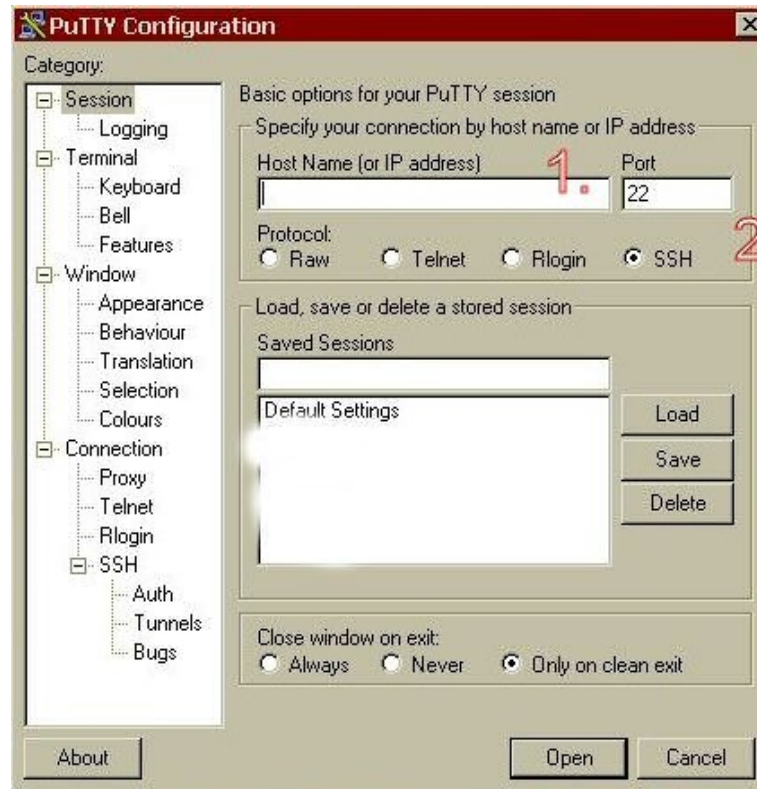 PuTTY Configuration
Category:
Session
Logging
Terminal
Keyboard
Bell
Features
Window
Appearance
Behaviour
Translation
Selection
Colours
Connection
Proxy
Telnet
Rlogin
SSH
Auth
Tunnels
Bugs
Basic options for your PuTTY session
Specify your connection by host name or IP address
Host Name (or IP address) 1. Port
22
Protocol:
Raw Telnet Rlogin SSH 2
Load, save or delete a stored session
Saved Sessions
Default Settings
Load
Save
Delete
Close window on exit:
Always Never Only on clean exit
About Open Cancel